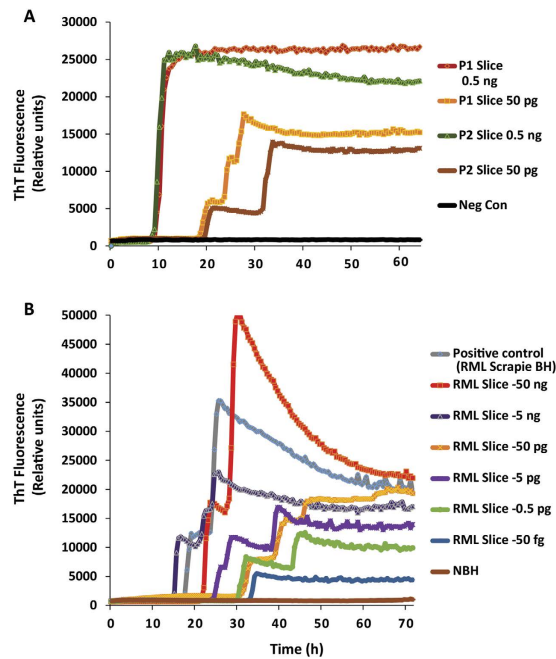 A
ThT Fluorescence
(Relative units)
30000
25000
20000
15000
10000
5000
0
0 10 20 30 40 50 60
P1 Slice
0.5 ng
P1 Slice 50 pg
P2 Slice 0.5 ng
P2 Slice 50 pg
Neg Con
B
ThT Fluorescence
(Relative units)
50000
45000
40000
35000
30000
25000
20000
15000
10000
5000
0
0 10 20 30 40 50 60 70
Time (h)
Positive control
(RML Scrapie BH)
RML Slice -50 ng
RML Slice -5 ng
RML Slice -50 pg
RML Slice -5 pg
RML Slice -0.5 pg
RML Slice -50 fg
NBH